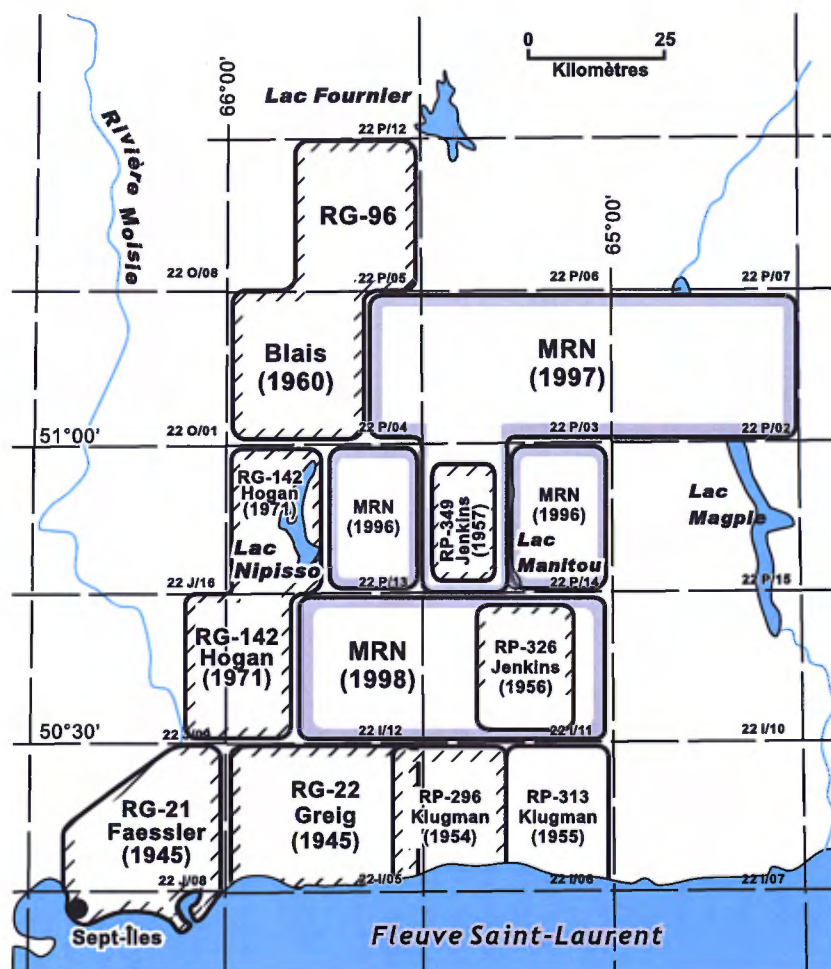 0 25
Kilomètres
66°00'
Lac Fournier
22 P/12
Rivière Moisie
RG-96
65°00'
22 O/08
22 P/05
22 P/06
22 P/07
Blais
(1960)
MRN
(1997)
51°00'
22 O/01
22 P/04
22 P/03
22 P/02
RG-142
Hogan
(1971)
MRN
(1996)
RP-349
Jenkins
(1957)
MRN
(1996)
Lac
Magpie
Lac
Nipisso
Lac
Manitou
22 J/16
22 P/13
22 P/14
22 P/15
RG-142
Hogan
(1971)
MRN
(1998)
RP-326
Jenkins
(1956)
50°30'
22 I/12
22 I/11
22 I/10
RG-21
Faessler
(1945)
RG-22
Greig
(1945)
RP-296
Klugman
(1954)
RP-313
Klugman
(1955)
22 J/08
22 I/05
22 I/06
22 I/07
Sept-Îles
Fleuve Saint-Laurent